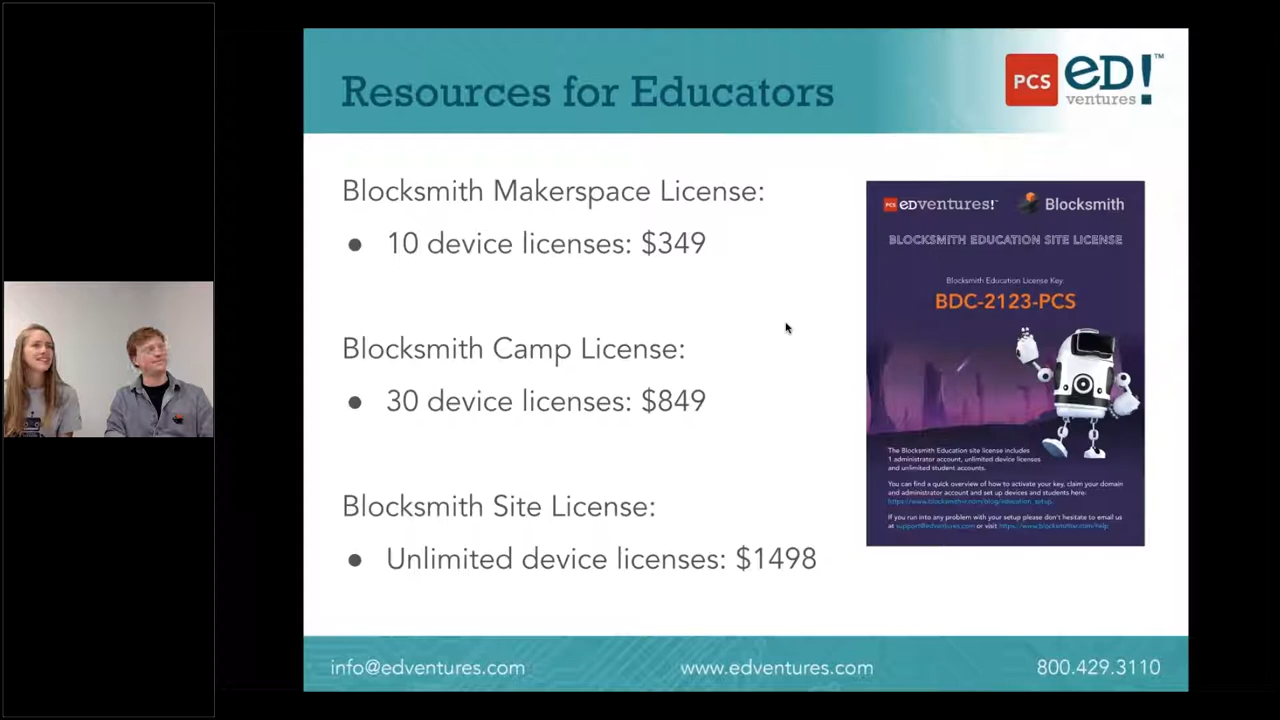 Resources for Educators
PCS
ED!™
ventures
Blocksmith Makerspace License:
• 10 device licenses: $349
Blocksmith Camp License:
• 30 device licenses: $849
Blocksmith Site License:
• Unlimited device licenses: $1498
PCS edventures!
Blocksmith
BLOCKSMITH EDUCATION SITE LICENSE
Blocksmith Education License Key:
BDC-2123-PCS
The Blocksmith Education site license includes
1 administrator account, unlimited device licenses
and unlimited student accounts.
You can find a quick overview of how to activate your key, claim your domain
and administrator account and set up devices and students here:
https://www.blocksmithvr.com/blog/education_setup.
If you run into any problem with your setup please don't hesitate to email us
at support@edventures.com or visit https://www.blocksmithvr.com/help.
info@edventures.com
www.edventures.com
800.429.3110